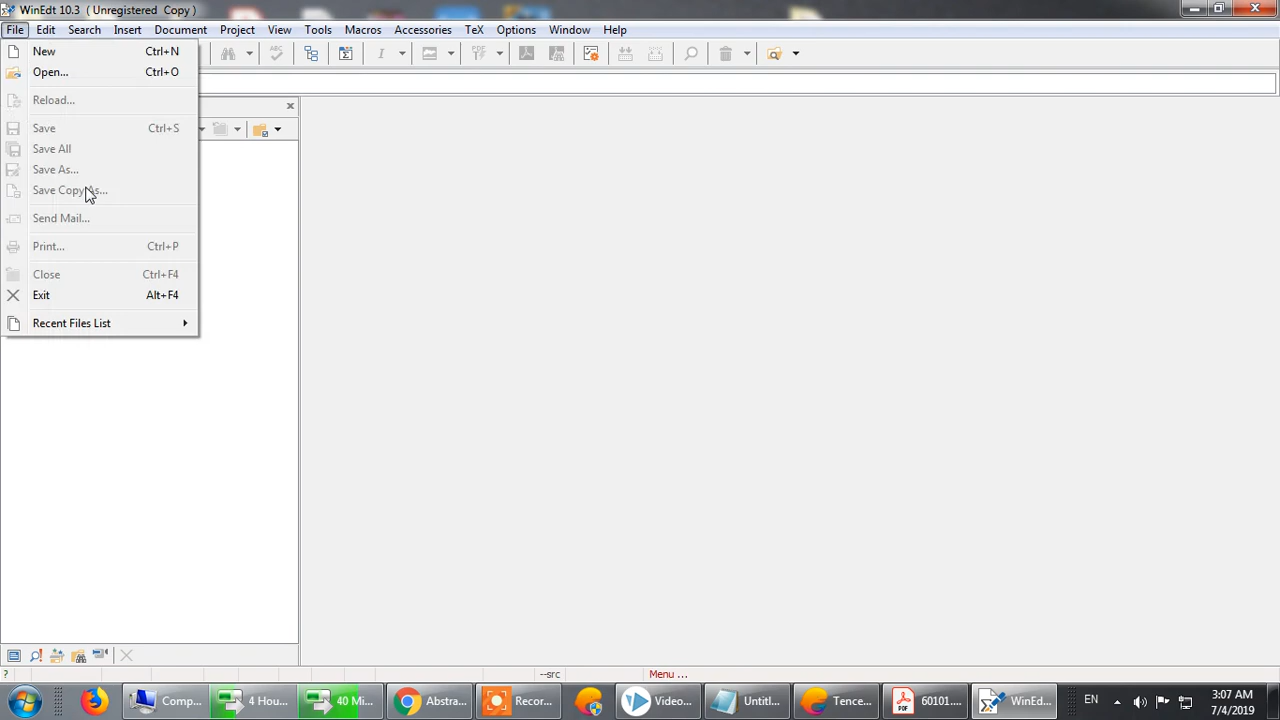 WinEdt 10.3  ( Unregistered  Copy )
File Edit Search Insert Document Project View Tools Macros Accessories TeX Options Window Help
New Ctrl+N
Open... Ctrl+O
Reload...
Save Ctrl+S
Save All
Save As...
Save Copy As...
Send Mail...
Print... Ctrl+P
Close Ctrl+F4
Exit Alt+F4
Recent Files List
? --src Menu ...
Comp... 4 Hou... 40 Mi... Abstra... Recor... Video... Untitl... Tence... 60101.... WinEd... EN
3:07 AM
7/4/2019